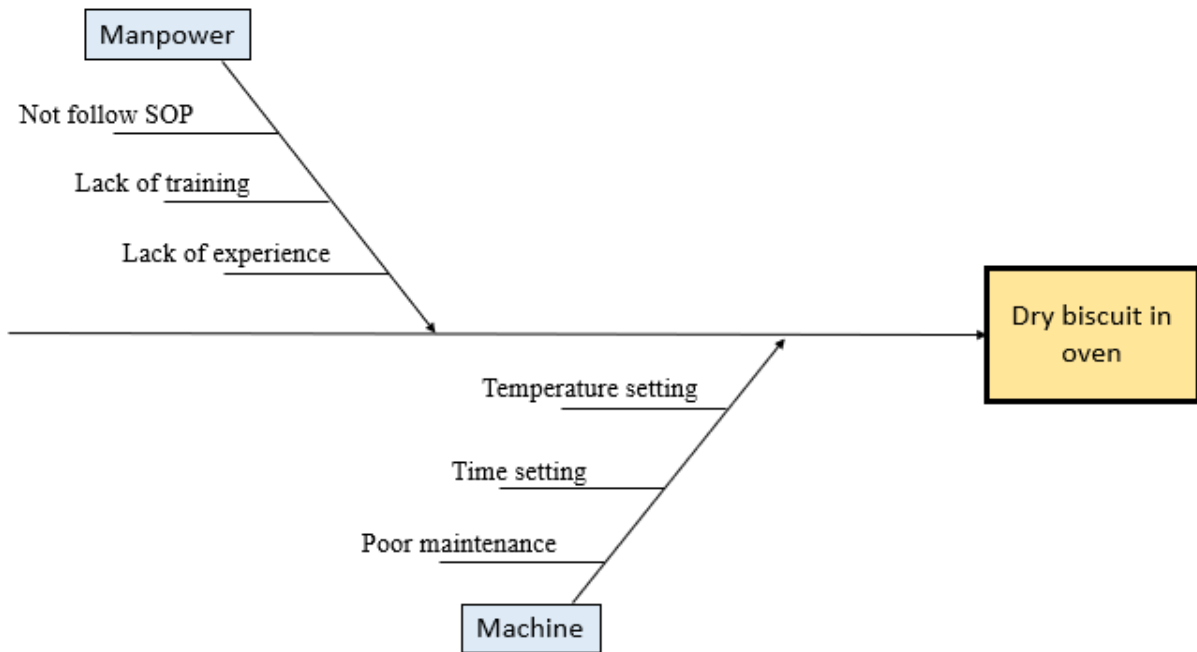 Manpower
Not follow SOP
Lack of training
Lack of experience
Dry biscuit in
oven
Temperature setting
Time setting
Poor maintenance
Machine